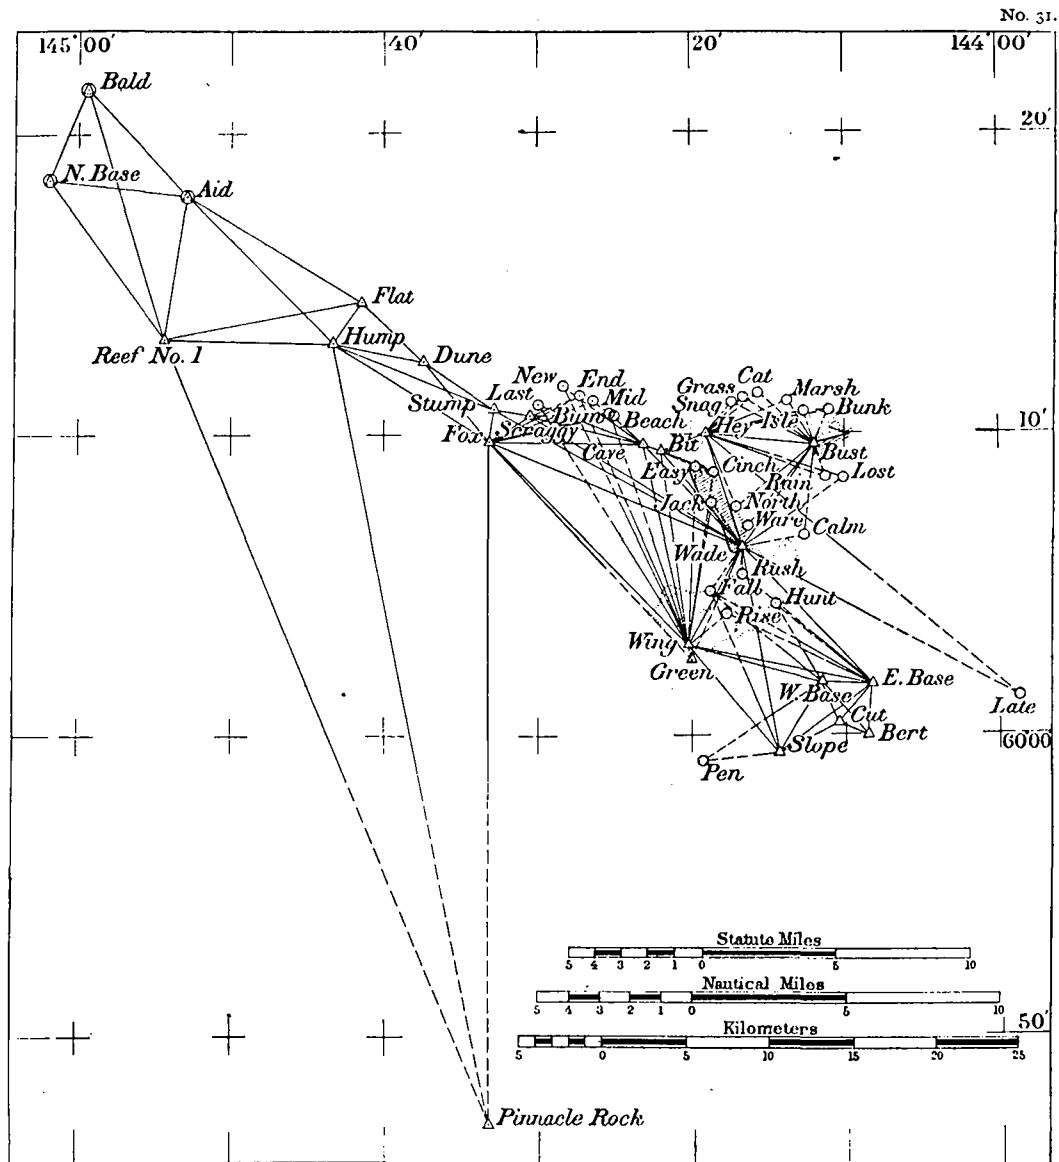 No. 31.
145°00′ 40′ 20′ 144°00′
Bald
20′
N. Base
Aid
Flat
Reef No. 1
Hump
Dune
New
End
Mid
Last
Bump
Beach
Stump
Scraggy
Fox
Cave
Bit
Easy
Cat
Grass
Snag
Marsh
Bunk
Hey
Isle
10′
Bust
Cinch
Rain
Lost
Jack
North
Ware
Calm
Wade
Rush
Fall
Hunt
Rise
Wing
Green
W. Base
E. Base
Late
Cut
Bert
Slope
Pen
60°00′
Statute Miles
5 4 3 2 1 0 5 10
Nautical Miles
5 4 3 2 1 0 5 10
Kilometers
50′
5 0 5 10 15 20 25
Pinnacle Rock